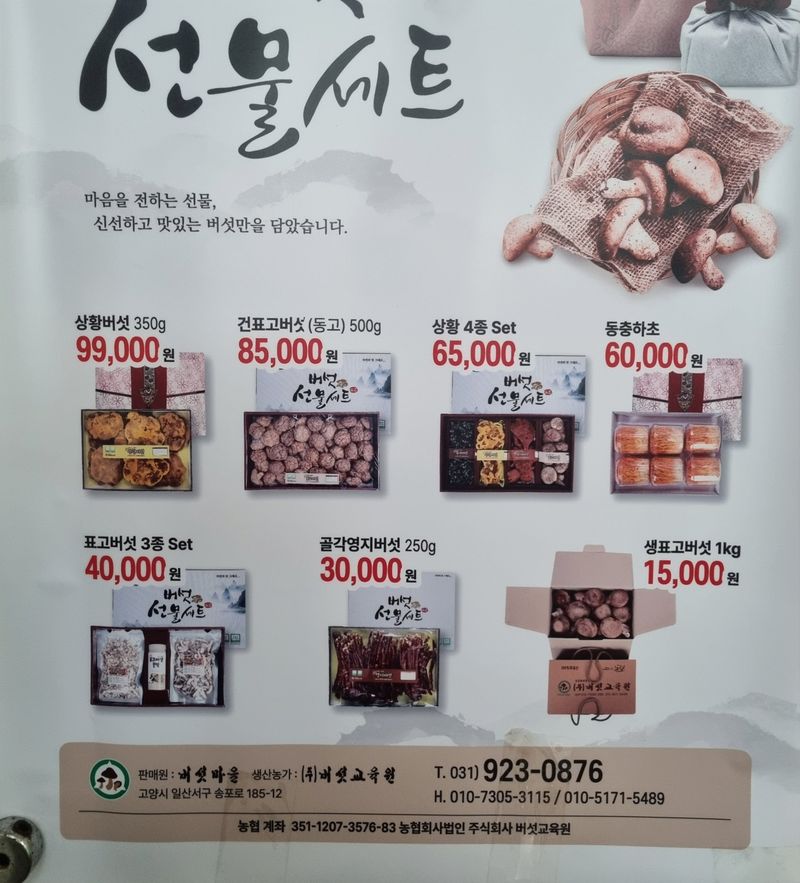 선물세트
마음을 전하는 선물,
신선하고 맛있는 버섯만을 담았습니다.
상황버섯 350g
99,000원
건표고버섯(동고) 500g
85,000원
상황 4종 Set
65,000원
동충하초
60,000원
버섯
선물세트
버섯
선물세트
표고버섯 3종 Set
40,000원
골각영지버섯 250g
30,000원
생표고버섯 1kg
15,000원
버섯
선물세트
버섯
선물세트
(주)버섯교육원
판매원 : 버섯마을 생산농가 : (주)버섯교육원
고양시 일산서구 송포로 185-12
T. 031) 923-0876
H. 010-7305-3115 / 010-5171-5489
농협 계좌 351-1207-3576-83 농협회사법인 주식회사 버섯교육원